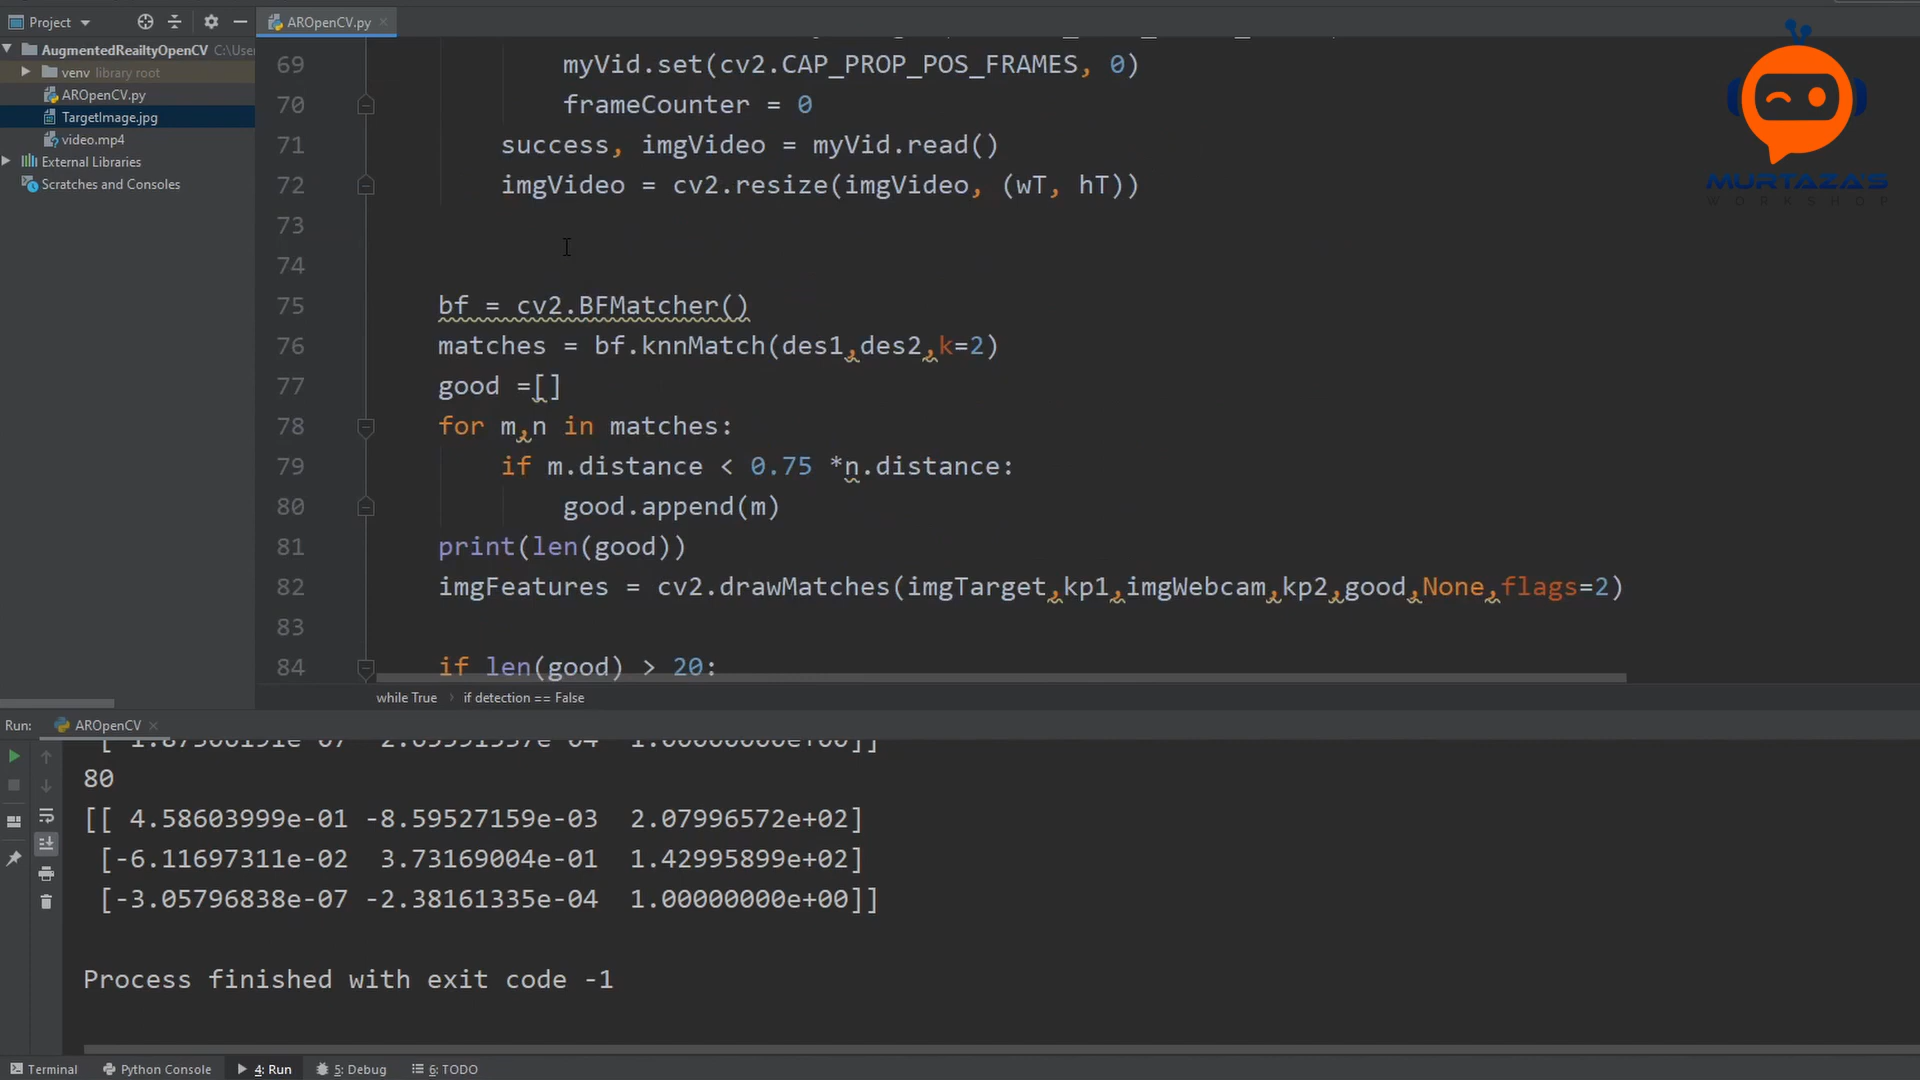 Project
AROpenCV.py
AugmentedRealityOpenCV C:\Use
venv library root
AROpenCV.py
TargetImage.jpg
video.mp4
External Libraries
Scratches and Consoles
69 myVid.set(cv2.CAP_PROP_POS_FRAMES, 0)
70 frameCounter = 0
71 success, imgVideo = myVid.read()
72 imgVideo = cv2.resize(imgVideo, (wT, hT))
73
74
75 bf = cv2.BFMatcher()
76 matches = bf.knnMatch(des1,des2,k=2)
77 good =[]
78 for m,n in matches:
79 if m.distance < 0.75 *n.distance:
80 good.append(m)
81 print(len(good))
82 imgFeatures = cv2.drawMatches(imgTarget,kp1,imgWebcam,kp2,good,None,flags=2)
83
84 if len(good) > 20:
while True > if detection == False
MURTAZA'S
WORKSHOP
Run: AROpenCV
80
[[ 4.58603999e-01 -8.59527159e-03 2.07996572e+02]
[-6.11697311e-02 3.73169004e-01 1.42995899e+02]
[-3.05796838e-07 -2.38161335e-04 1.00000000e+00]]
Process finished with exit code -1
Terminal Python Console 4: Run 5: Debug 6: TODO